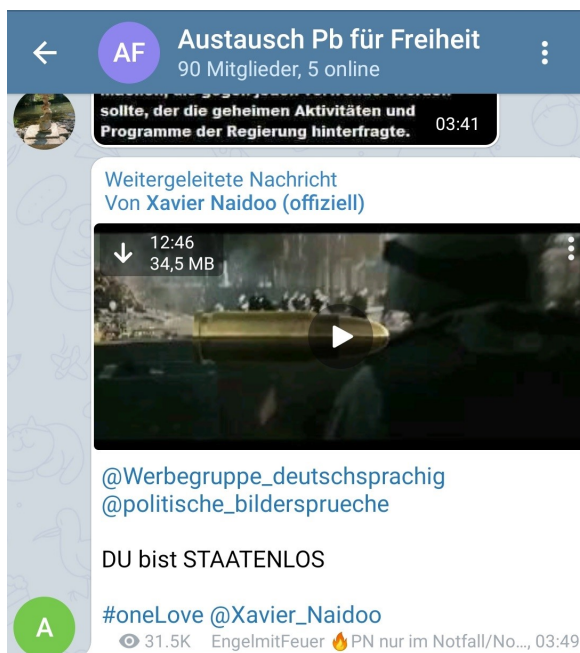 AF
Austausch Pb für Freiheit
90 Mitglieder, 5 online
sollte, der die geheimen Aktivitäten und
Programme der Regierung hinterfragte.
03:41
Weitergeleitete Nachricht
Von Xavier Naidoo (offiziell)
12:46
34,5 MB
@Werbegruppe_deutschsprachig
@politische_bildersprueche
DU bist STAATENLOS
#oneLove @Xavier_Naidoo
A
31.5K EngelmitFeuer 🔥PN nur im Notfall/No..., 03:49